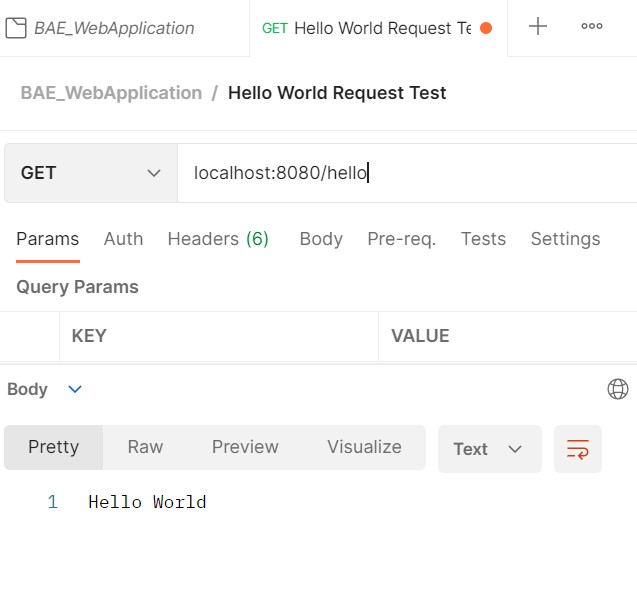 BAE_WebApplication GET Hello World Request Te
BAE_WebApplication / Hello World Request Test
GET localhost:8080/hello
Params Auth Headers (6) Body Pre-req. Tests Settings
Query Params
KEY VALUE
Body
Pretty Raw Preview Visualize Text
1 Hello World